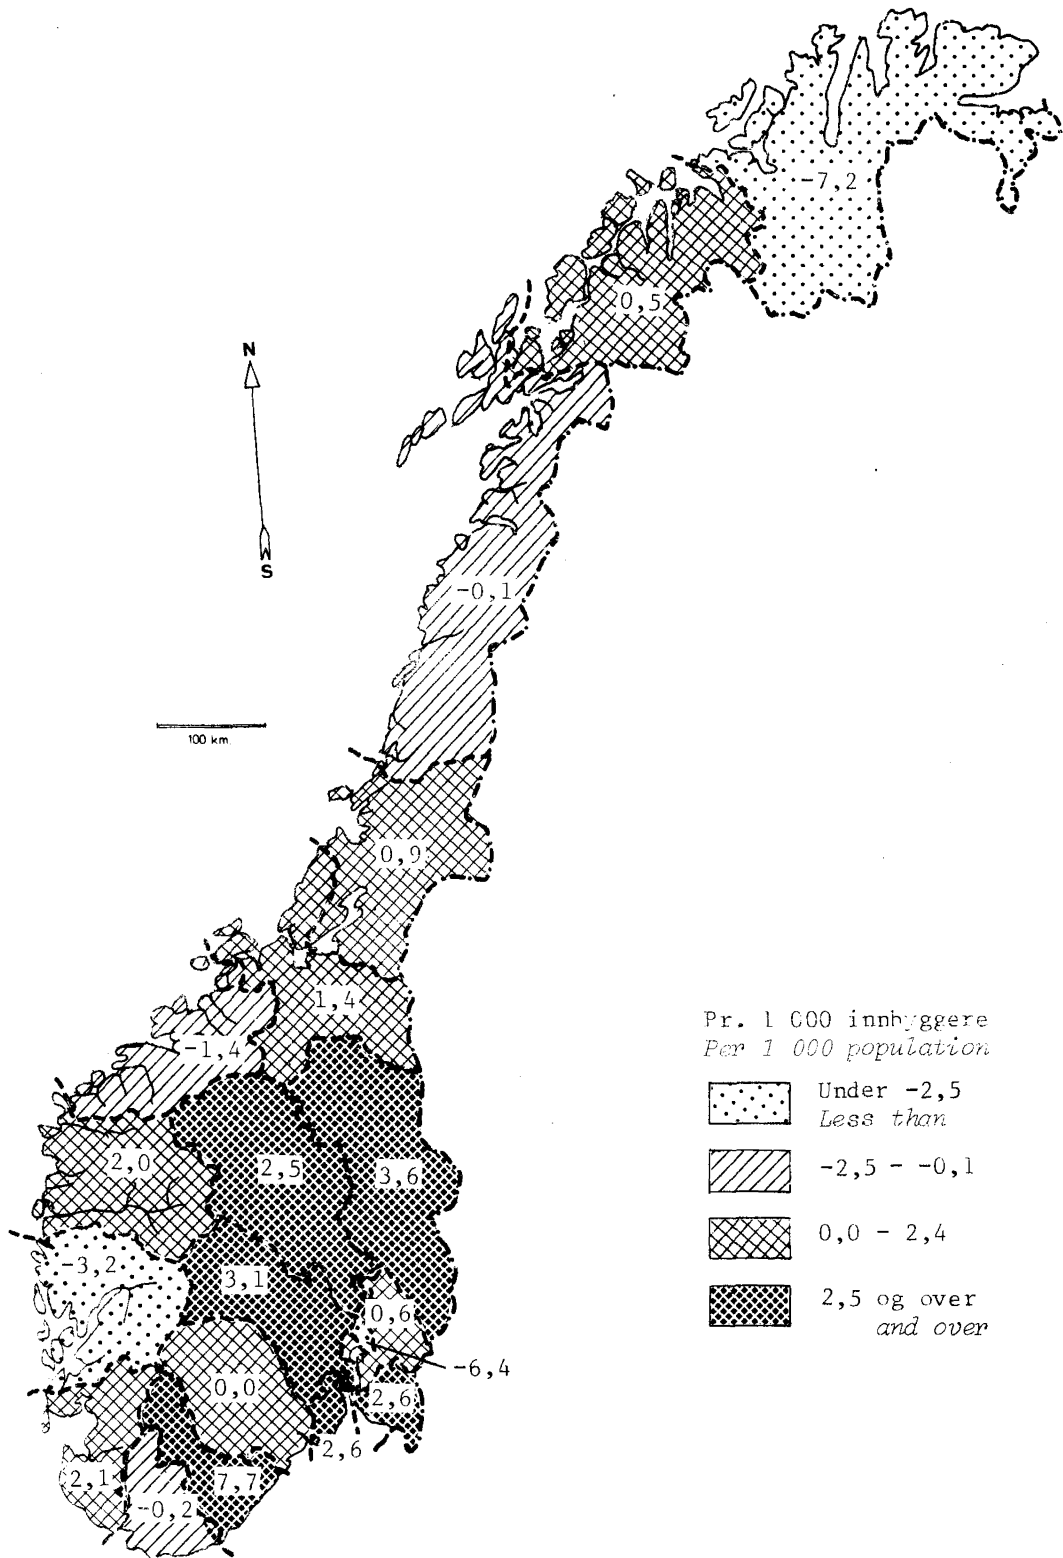 -7,2
0,5
N
S
-0,1
100 km.
0,9
1,4
-1,4
Pr. 1 000 innbyggere
Per 1 000 population
Under -2,5
Less than
-2,5 - -0,1
0,0 - 2,4
2,5 og over
and over
2,0
2,5
3,6
-3,2
3,1
0,6
-6,4
0,0
2,6
2,6
2,1
7,7
-0,2